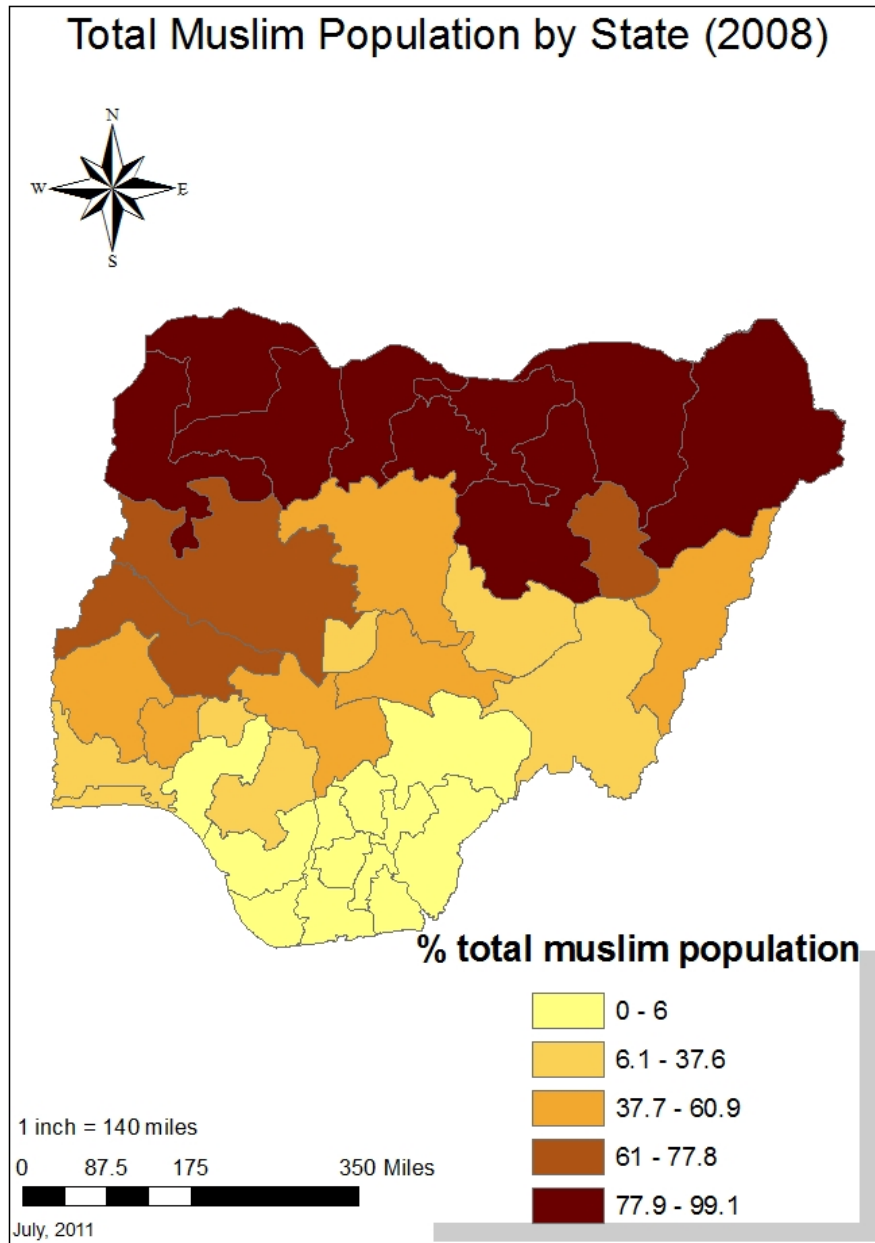 Total Muslim Population by State (2008)
N
W E
S
% total muslim population
0 - 6
6.1 - 37.6
37.7 - 60.9
61 - 77.8
77.9 - 99.1
1 inch = 140 miles
0 87.5 175 350 Miles
July, 2011